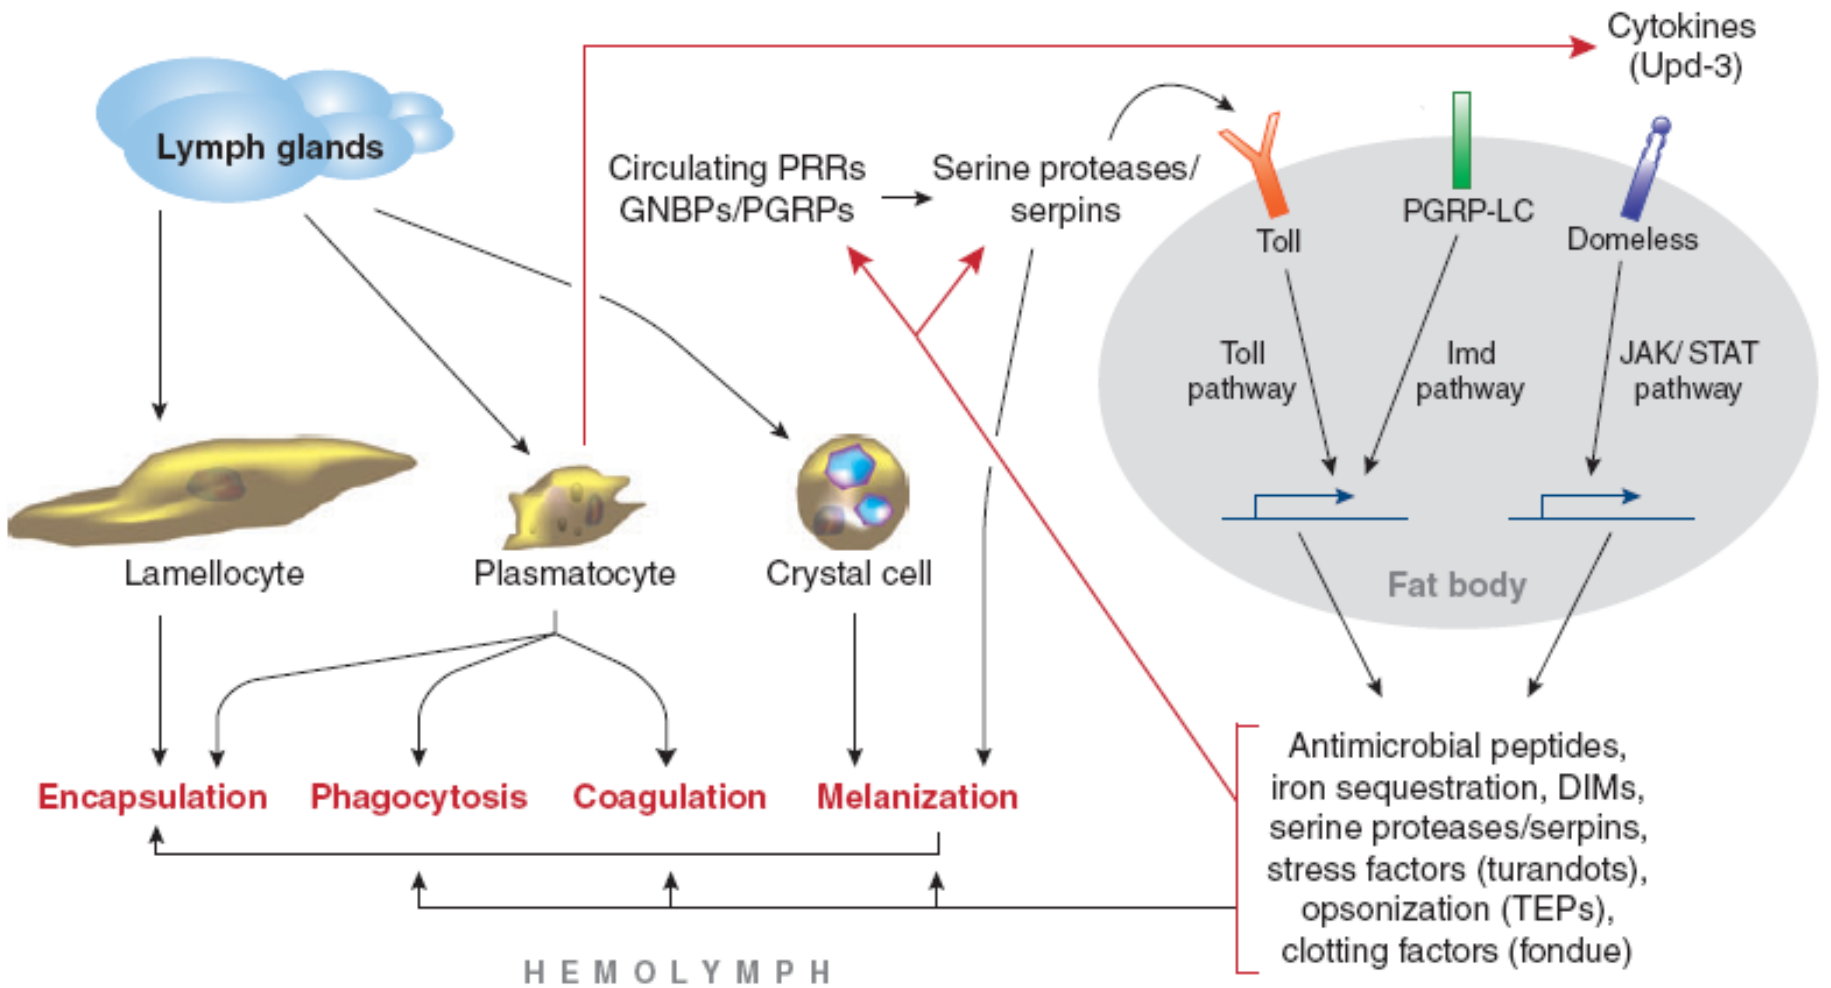 Cytokines
(Upd-3)
Lymph glands
Circulating PRRs
GNBPs/PGRPs
Serine proteases/
serpins
Toll
PGRP-LC
Domeless
Toll
pathway
Imd
pathway
JAK/ STAT
pathway
Lamellocyte
Plasmatocyte
Crystal cell
Fat body
Encapsulation
Phagocytosis
Coagulation
Melanization
Antimicrobial peptides,
iron sequestration, DIMs,
serine proteases/serpins,
stress factors (turandots),
opsonization (TEPs),
clotting factors (fondue)
HEMOLYMPH